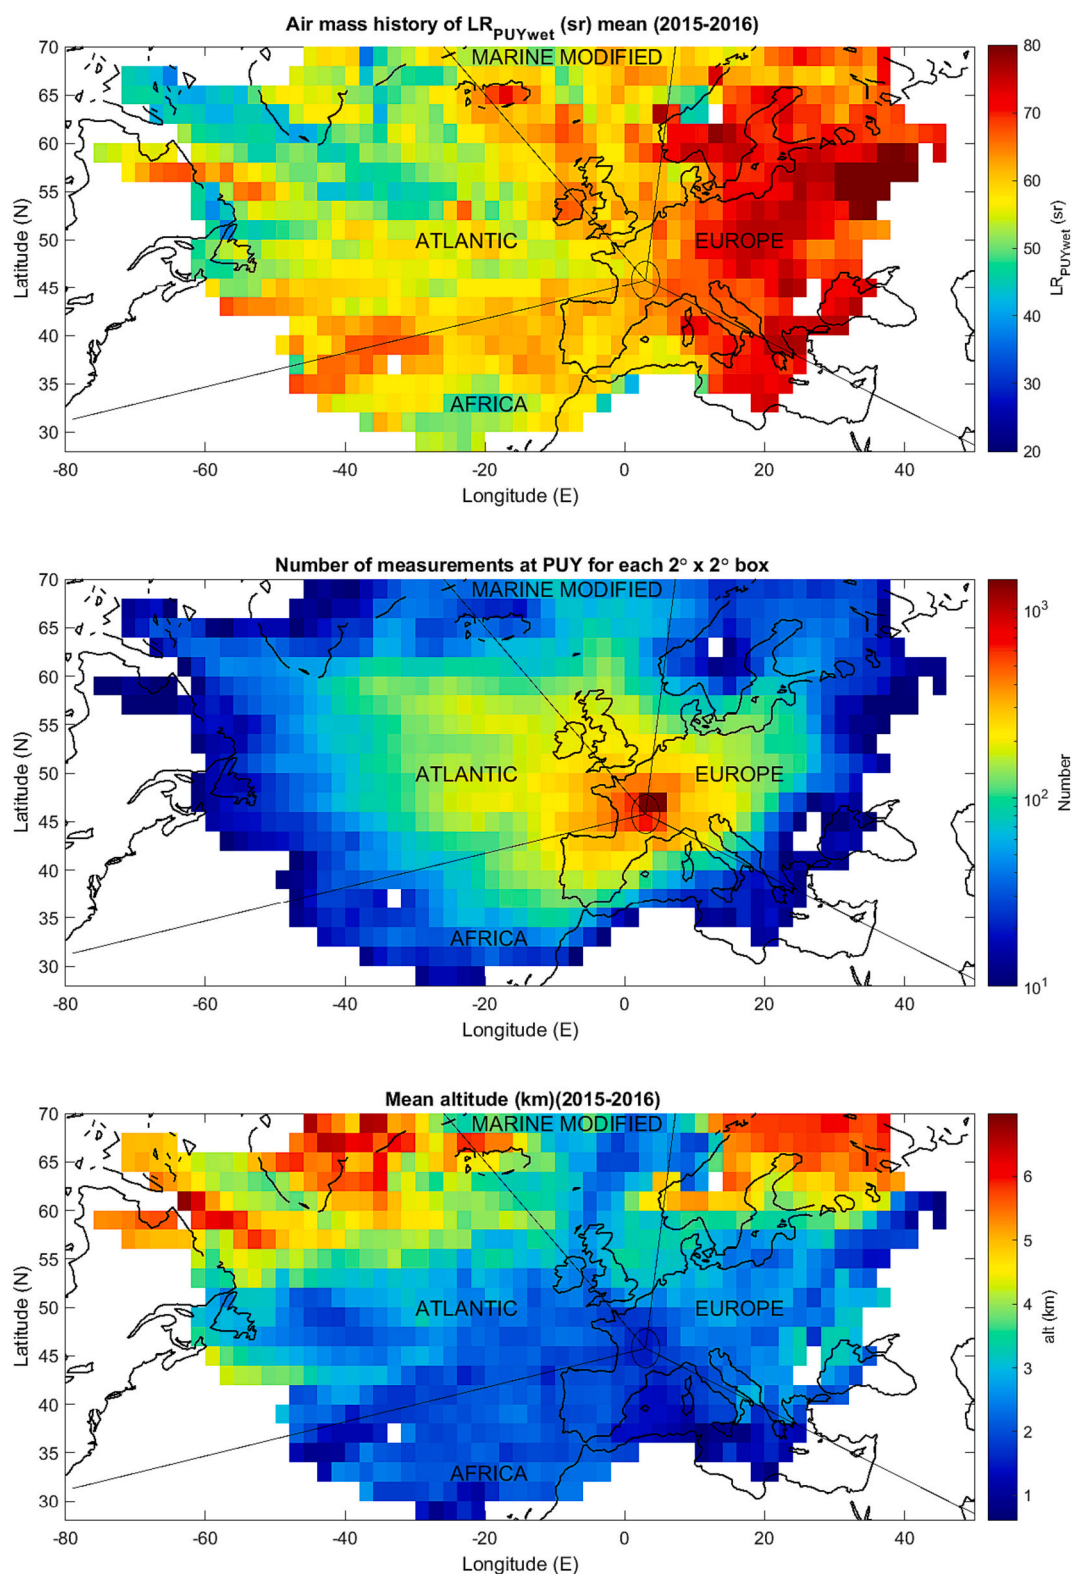 Air mass history of LR_PUYwet (sr) mean (2015-2016)
70
65
60
55
50
45
40
35
30
Latitude (N)
MARINE MODIFIED
ATLANTIC
EUROPE
AFRICA
-80
-60
-40
-20
0
20
40
Longitude (E)
80
70
60
50
40
30
20
LR_PUYwet (sr)
Number of measurements at PUY for each 2° x 2° box
70
65
60
55
50
45
40
35
30
Latitude (N)
MARINE MODIFIED
ATLANTIC
EUROPE
AFRICA
-80
-60
-40
-20
0
20
40
Longitude (E)
10³
10²
10¹
Number
Mean altitude (km)(2015-2016)
70
65
60
55
50
45
40
35
30
Latitude (N)
MARINE MODIFIED
ATLANTIC
EUROPE
AFRICA
-80
-60
-40
-20
0
20
40
Longitude (E)
6
5
4
3
2
1
alt (km)